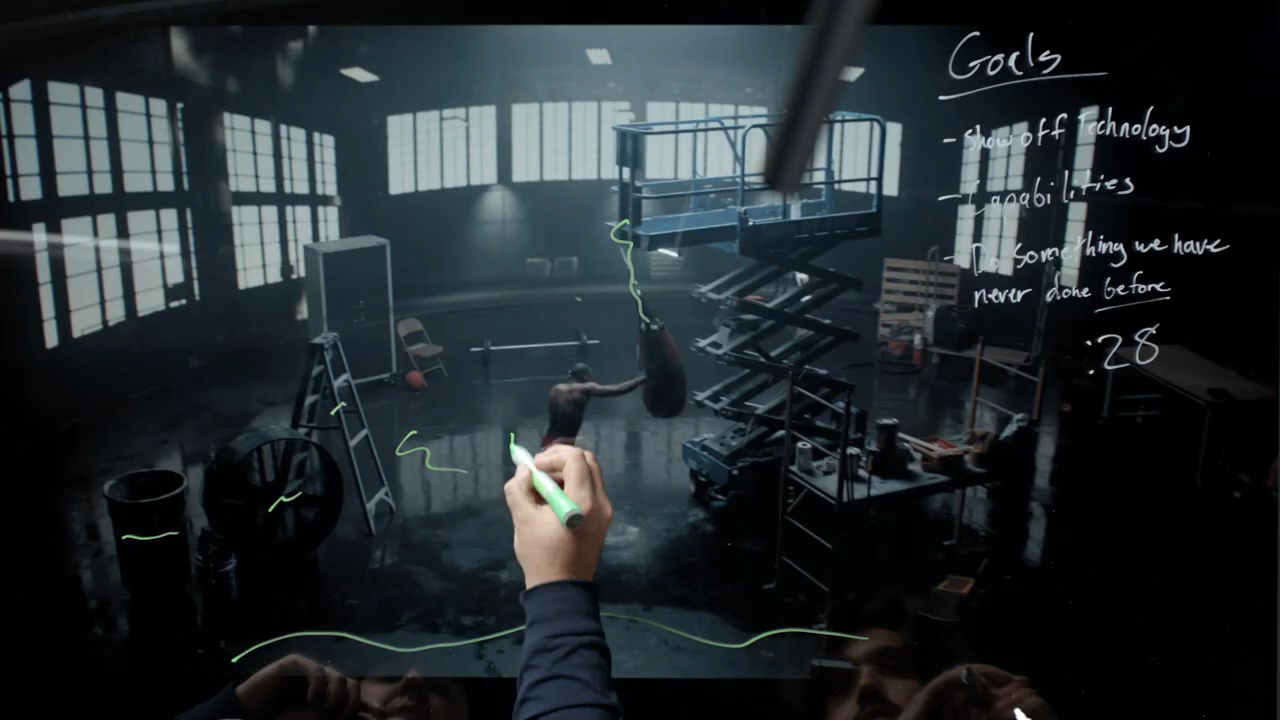 Goals
- Show off Technology
- Capabilities
- Do Something we have
never done before
:28